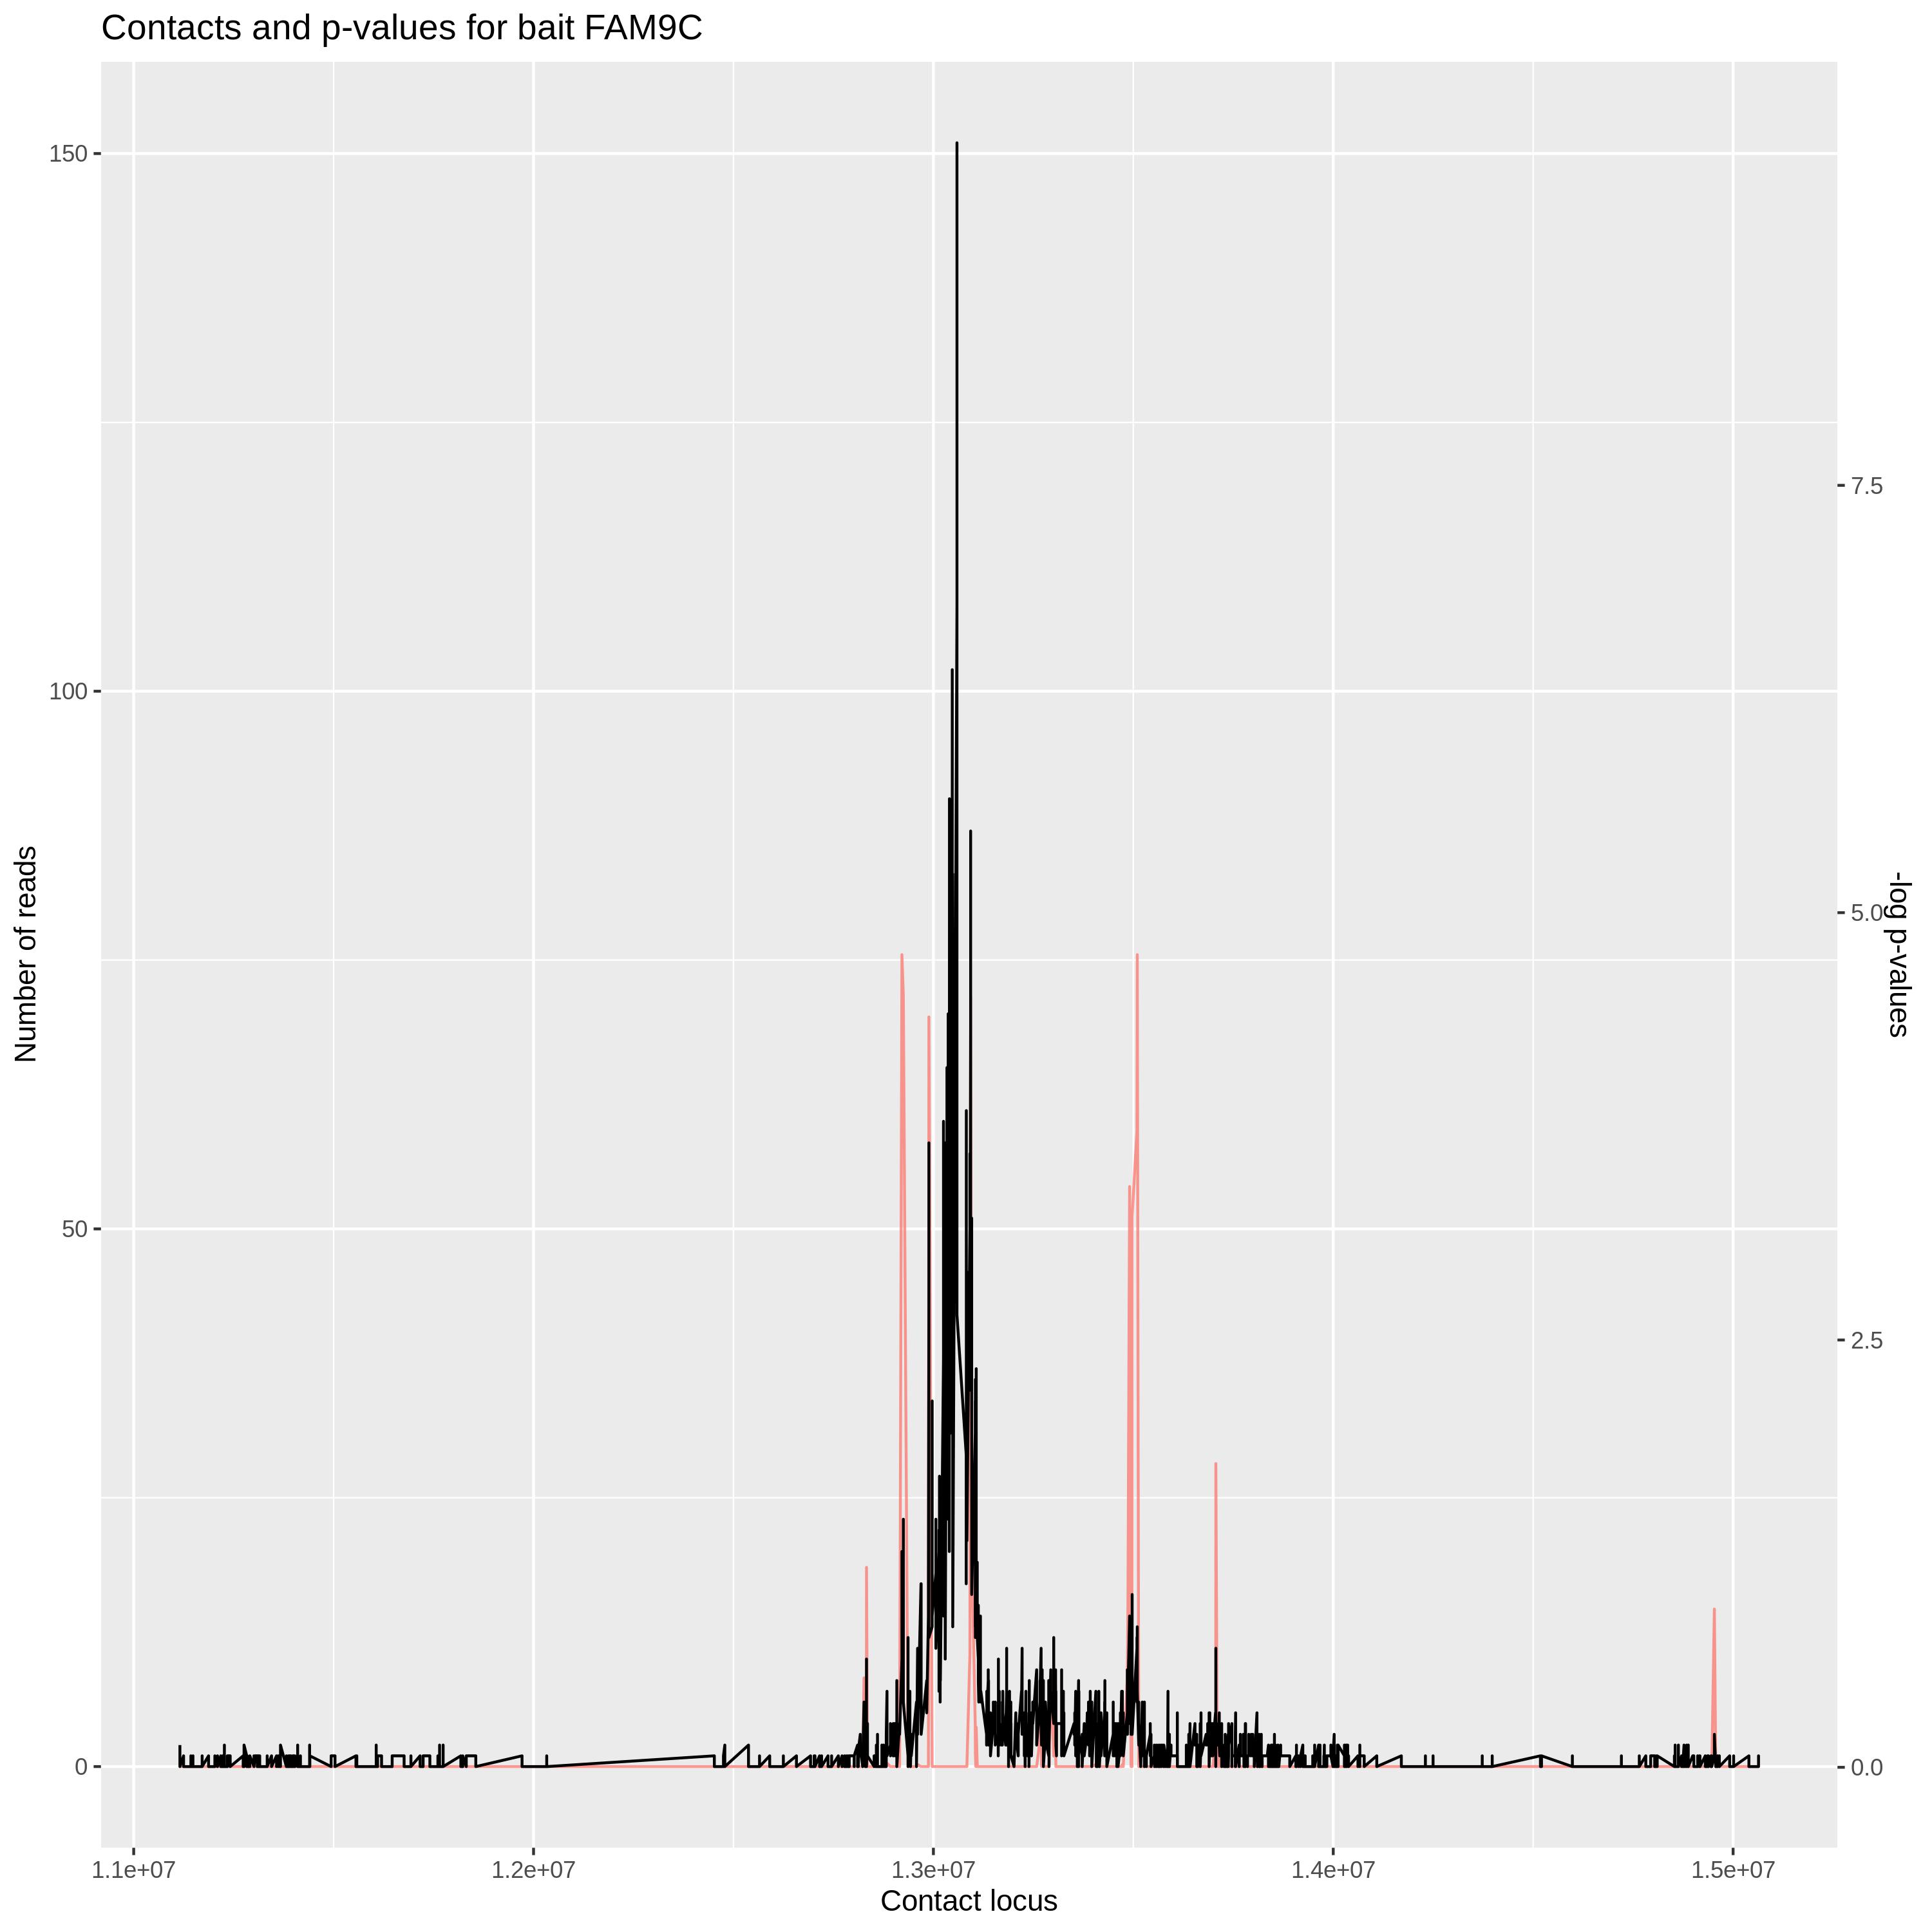 Contacts and p-values for bait FAM9C
150
100
50
0
Number of reads
7.5
5.0
2.5
0.0
-log p-values
1.1e+07
1.2e+07
1.3e+07
1.4e+07
1.5e+07
Contact locus